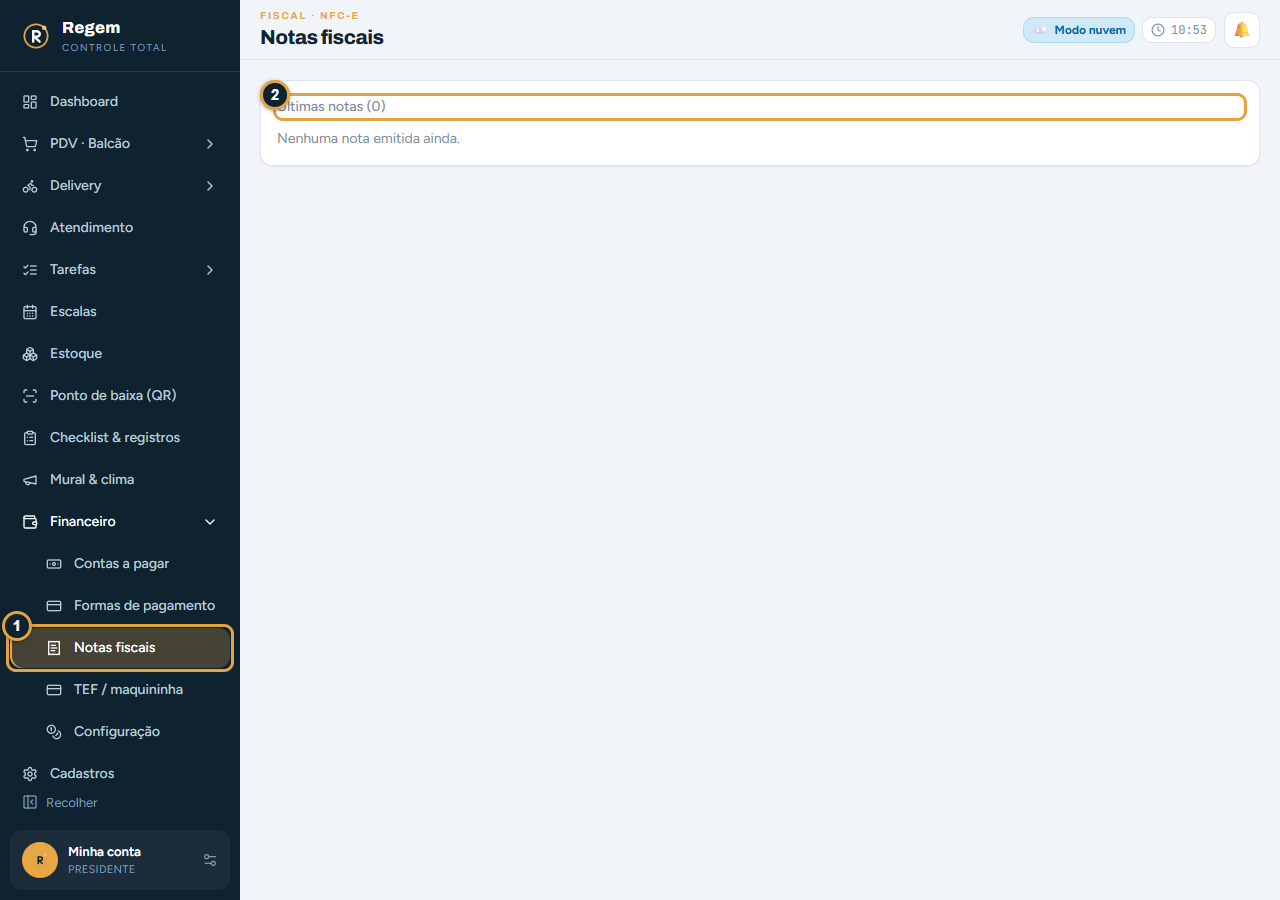 Regem
CONTROLE TOTAL
Dashboard
PDV · Balcão
Delivery
Atendimento
Tarefas
Escalas
Estoque
Ponto de baixa (QR)
Checklist & registros
Mural & clima
Financeiro
Contas a pagar
Formas de pagamento
1
Notas fiscais
TEF / maquininha
Configuração
Cadastros
Recolher
R
Minha conta
PRESIDENTE
FISCAL · NFC-E
Notas fiscais
Modo nuvem
10:53
2
Últimas notas (0)
Nenhuma nota emitida ainda.